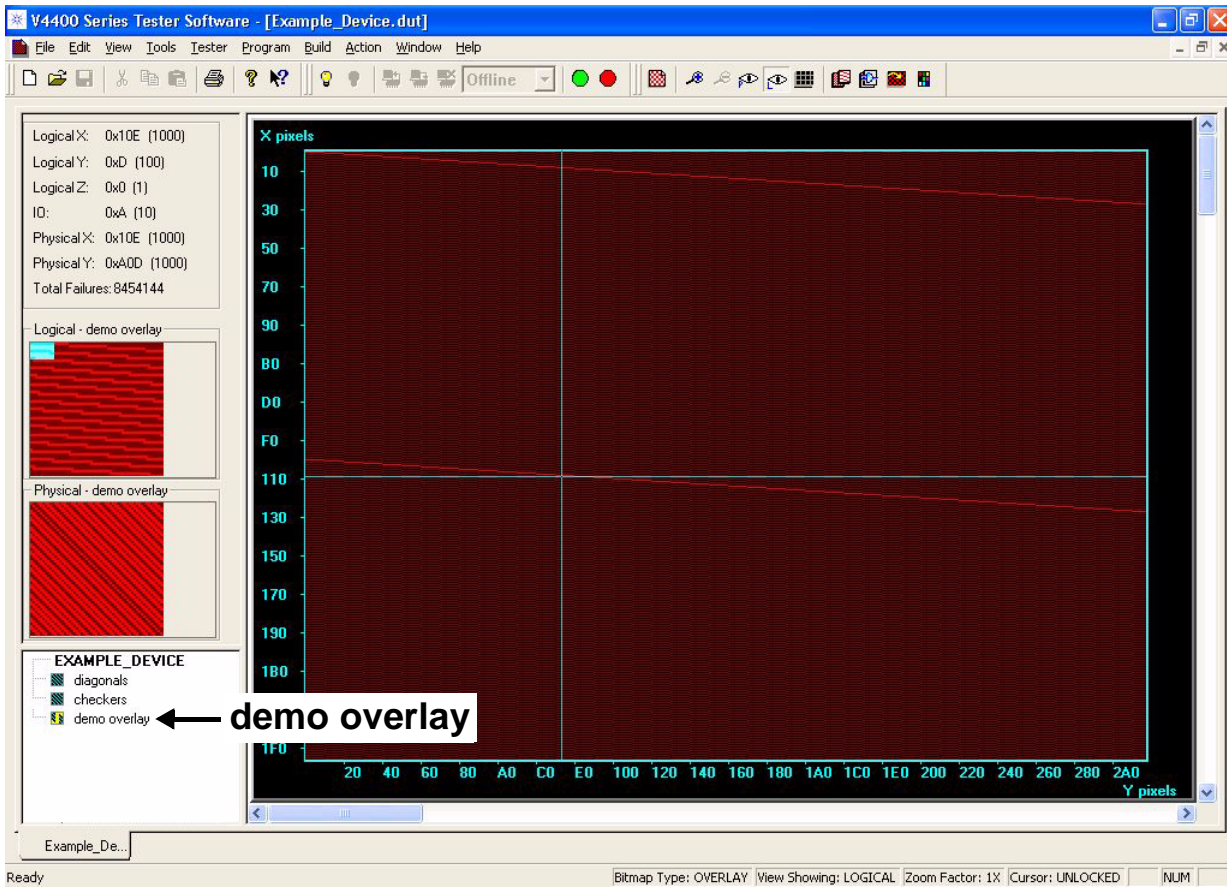 V4400 Series Tester Software - [Example_Device.dut]
File Edit View Tools Tester Program Build Action Window Help
Offline
Logical X: 0x10E (1000)
Logical Y: 0xD (100)
Logical Z: 0x0 (1)
IO: 0xA (10)
Physical X: 0x10E (1000)
Physical Y: 0xA0D (1000)
Total Failures: 8454144
Logical - demo overlay
Physical - demo overlay
EXAMPLE_DEVICE
diagonals
checkers
demo overlay
demo overlay
X pixels
10
30
50
70
90
B0
D0
F0
110
130
150
170
190
1B0
1F0
20 40 60 80 A0 C0 E0 100 120 140 160 180 1A0 1C0 1E0 200 220 240 260 280 2A0
Y pixels
Example_De...
Ready
Bitmap Type: OVERLAY View Showing: LOGICAL Zoom Factor: 1X Cursor: UNLOCKED NUM